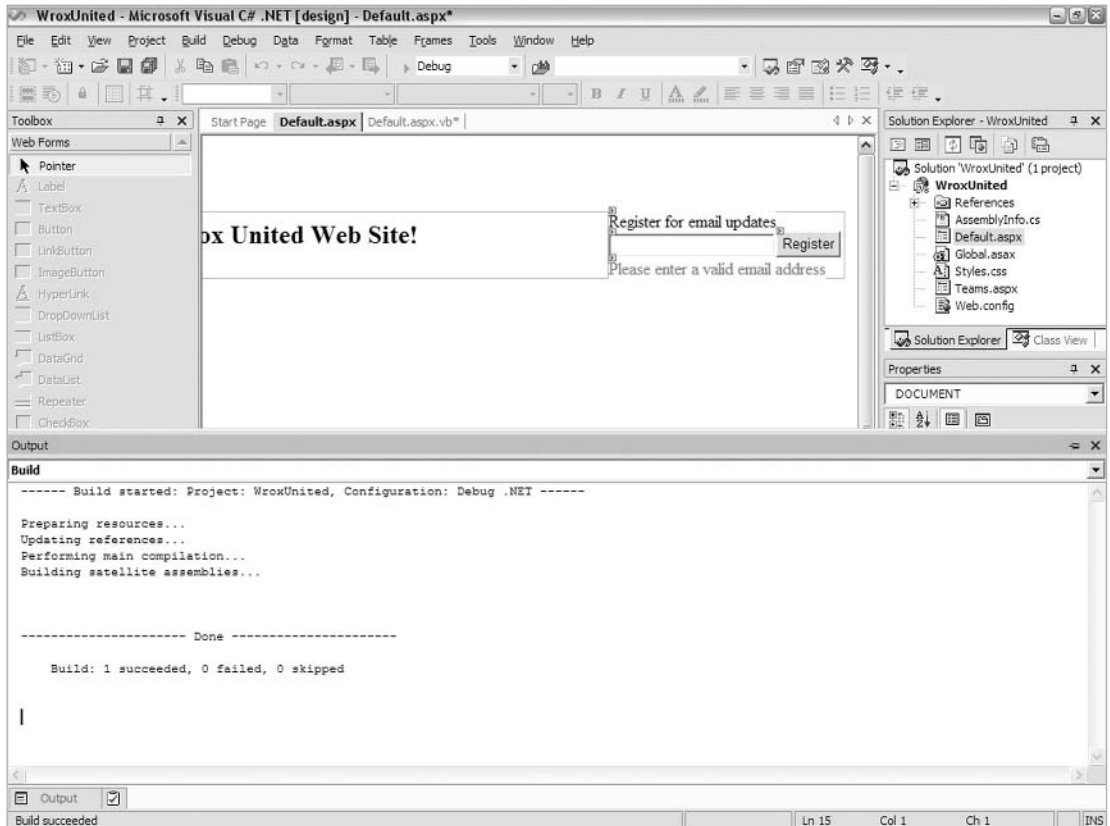 WroxUnited - Microsoft Visual C# .NET [design] - Default.aspx*
File Edit View Project Build Debug Data Format Table Frames Tools Window Help
Debug
B I U A
Toolbox
Start Page Default.aspx Default.aspx.vb*
Solution Explorer - WroxUnited
Web Forms
Pointer
Label
TextBox
Button
LinkButton
ImageButton
HyperLink
DropDownList
ListBox
DataGrid
DataList
Repeater
CheckBox
ox United Web Site!
Register for email updates
Register
Please enter a valid email address
Solution 'WroxUnited' (1 project)
WroxUnited
References
AssemblyInfo.cs
Default.aspx
Global.asax
Styles.css
Teams.aspx
Web.config
Solution Explorer Class View
Properties
DOCUMENT
Output
Build
------ Build started: Project: WroxUnited, Configuration: Debug .NET ------
Preparing resources...
Updating references...
Performing main compilation...
Building satellite assemblies...
---------------------- Done ----------------------
Build: 1 succeeded, 0 failed, 0 skipped
Output
Build succeeded Ln 15 Col 1 Ch 1 INS